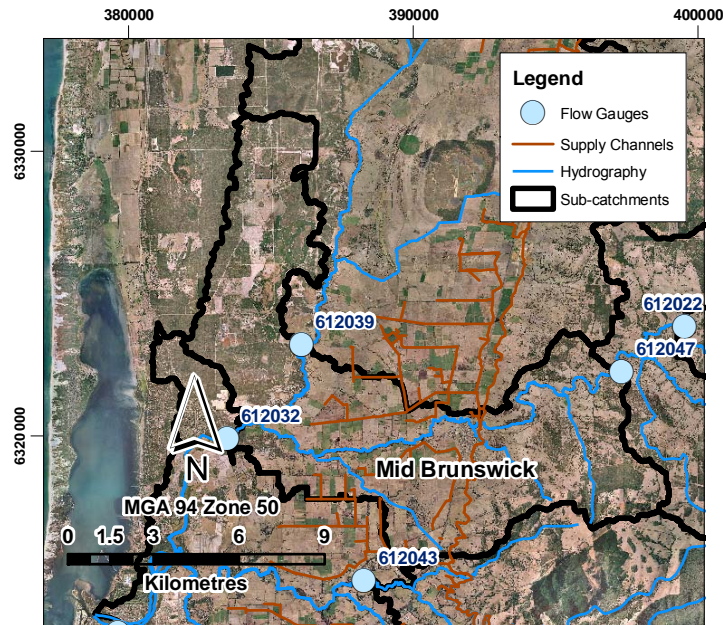 380000 390000 400000
6330000
6320000
Legend
Flow Gauges
Supply Channels
Hydrography
Sub-catchments
612022
612039
612047
612032
Mid Brunswick
N
MGA 94 Zone 50
0 1.5 3 6 9
612043
Kilometres